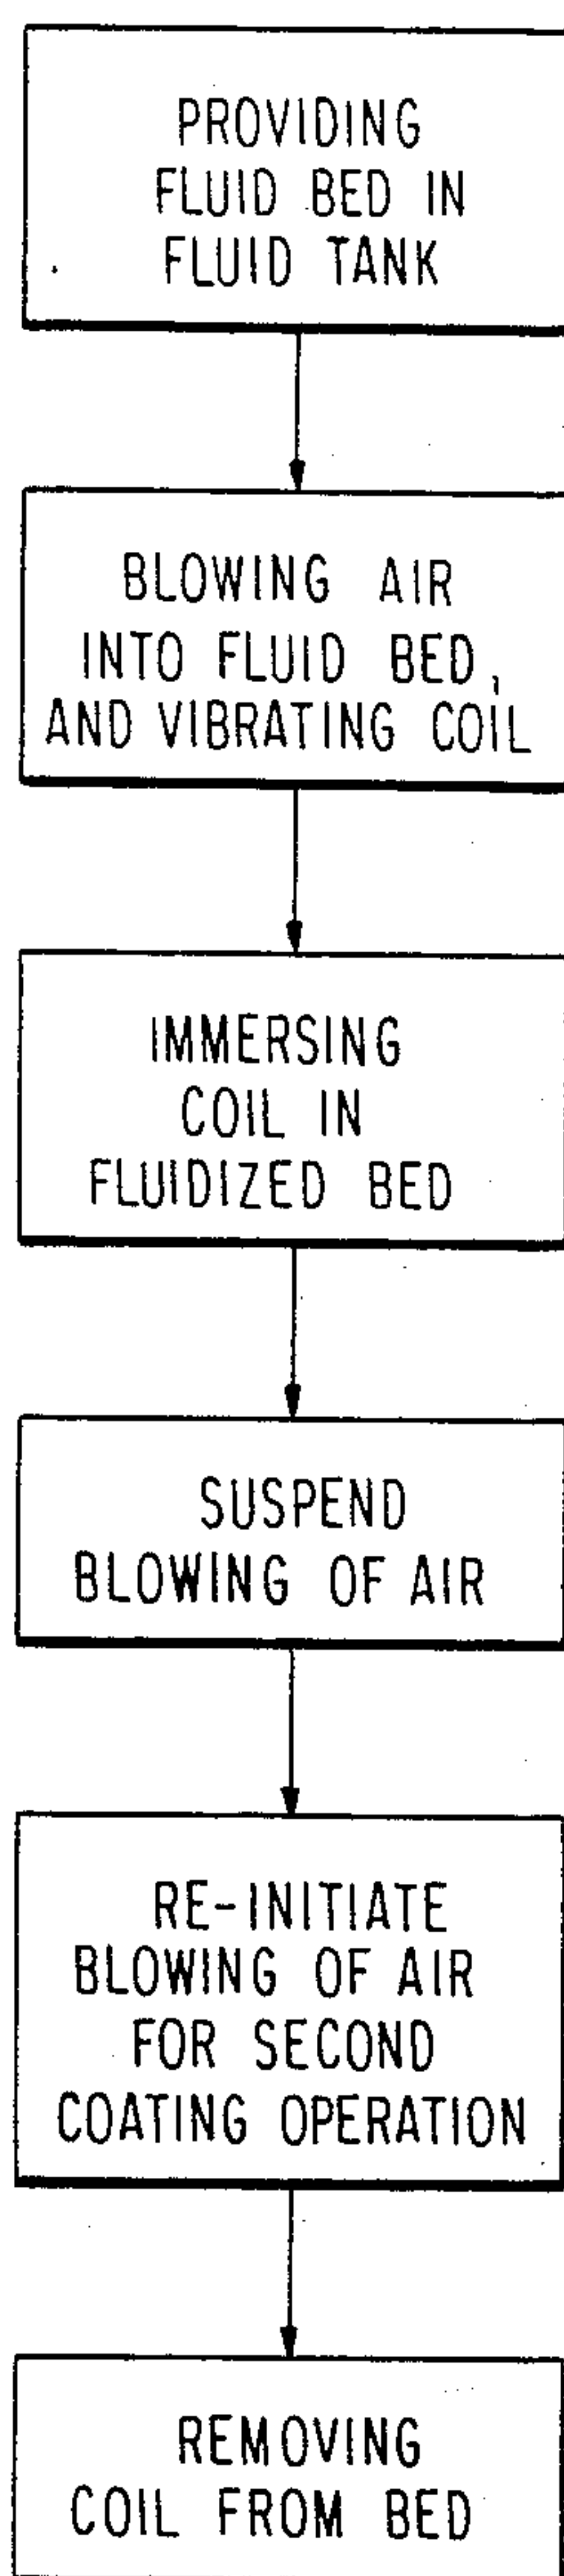 PROVIDING
FLUID BED IN
FLUID TANK
BLOWING AIR
INTO FLUID BED,
AND VIBRATING COIL
IMMERSING
COIL IN
FLUIDIZED BED
SUSPEND
BLOWING OF AIR
RE-INITIATE
BLOWING OF AIR
FOR SECOND
COATING OPERATION
REMOVING
COIL FROM BED